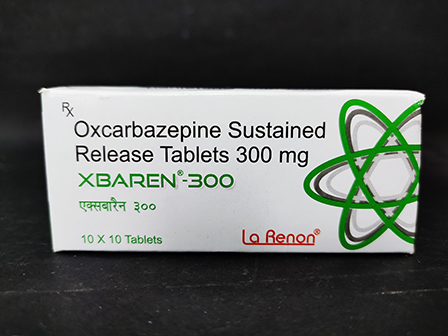 Rx
Oxcarbazepine Sustained
Release Tablets 300 mg
XBAREN®-300
एक्सबारैन ३००
10 X 10 Tablets
La Renon®